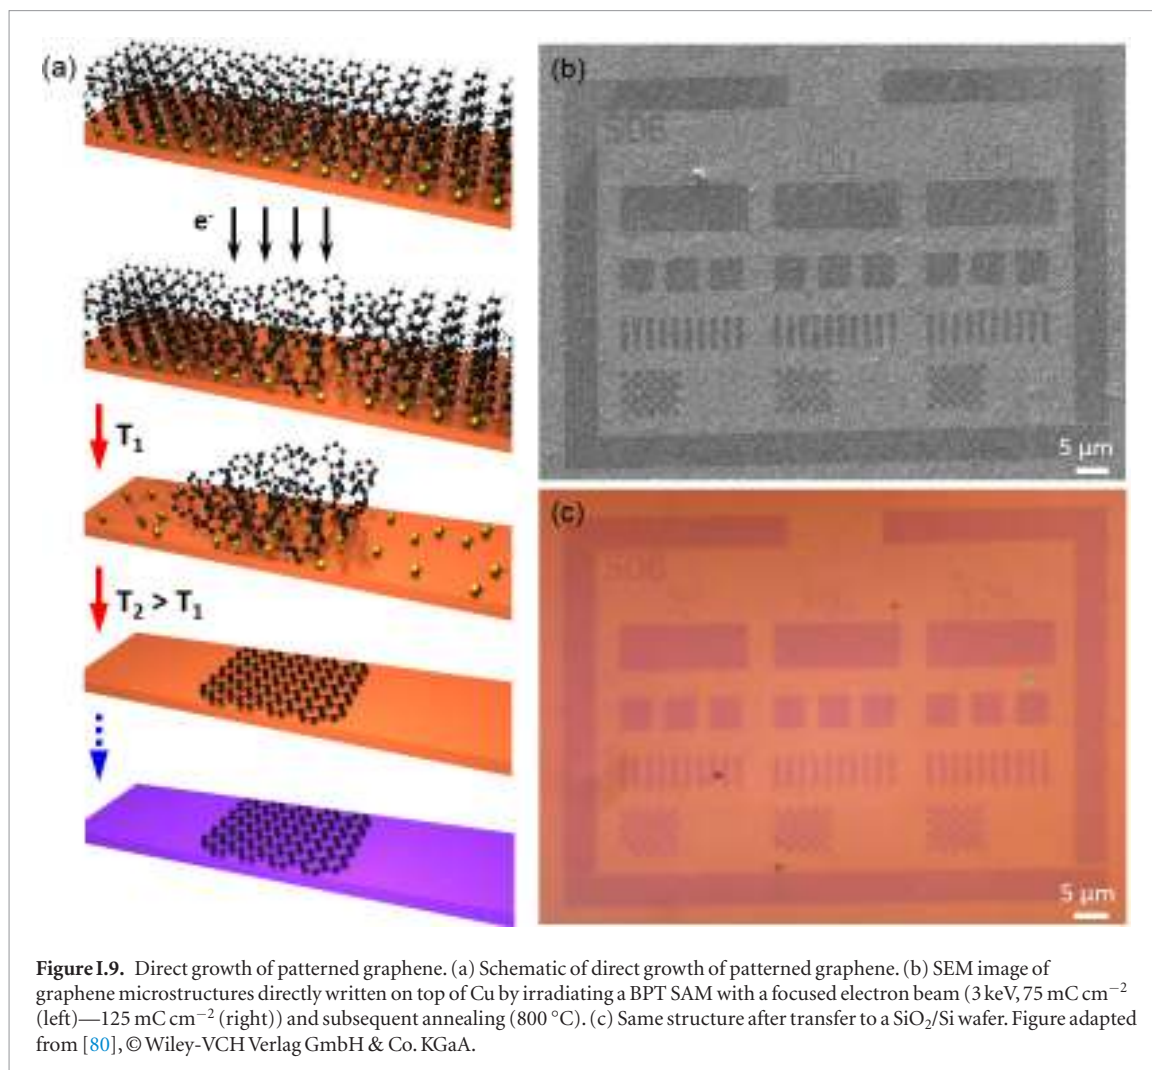 (a)
e-
T1
T2 > T1
(b)
506
5 µm
(c)
506
5 µm
Figure I.9. Direct growth of patterned graphene. (a) Schematic of direct growth of patterned graphene. (b) SEM image of
graphene microstructures directly written on top of Cu by irradiating a BPT SAM with a focused electron beam (3 keV, 75 mC cm⁻²
(left)—125 mC cm⁻² (right)) and subsequent annealing (800 °C). (c) Same structure after transfer to a SiO₂/Si wafer. Figure adapted
from [80], © Wiley-VCH Verlag GmbH & Co. KGaA.